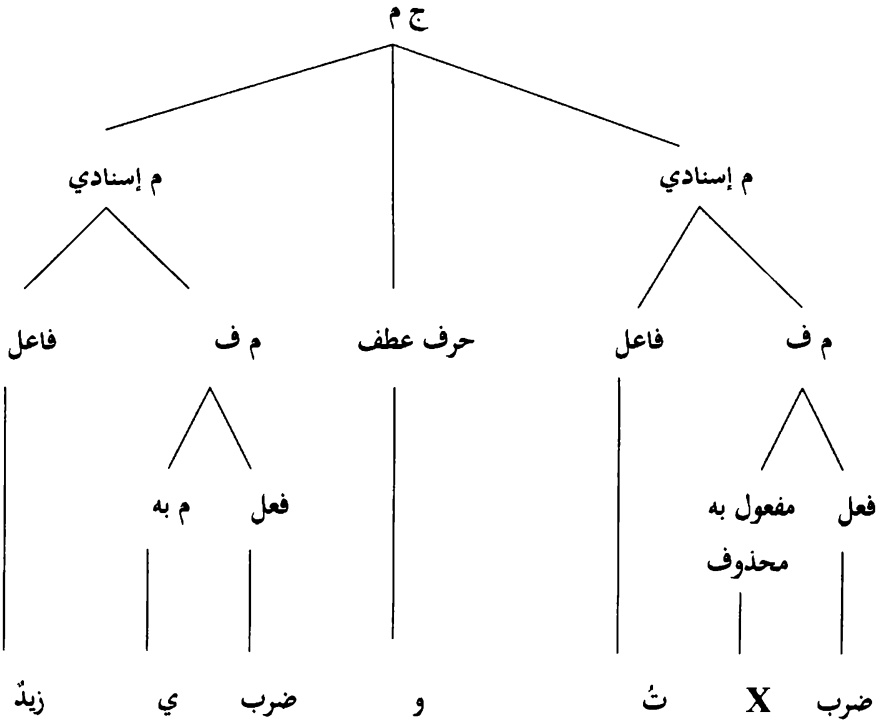 ج م
م إسنادي م إسنادي
م ف فاعل حرف عطف م ف فاعل
فعل مفعول به فعل م به
محذوف
ضرب X تُ و ضرب ي زيدٌ